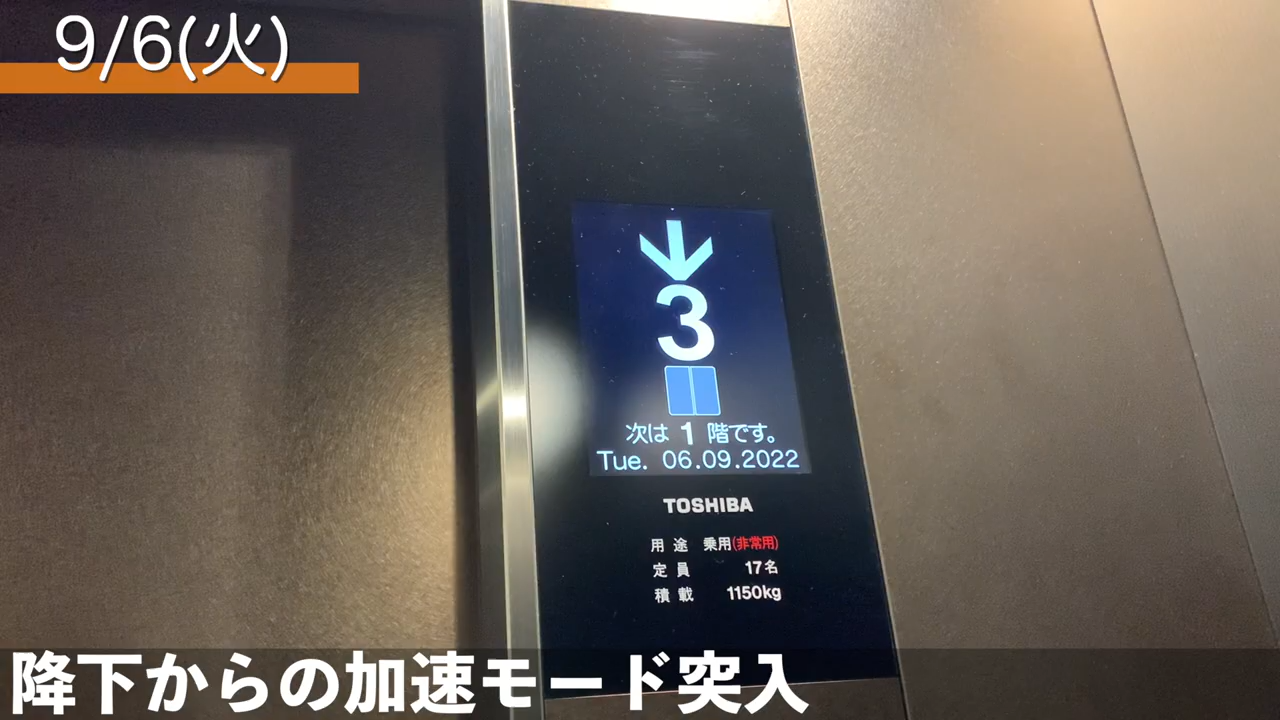 9/6(火)
3
次は 1 階です。
Tue. 06.09.2022
TOSHIBA
用途 乗用(非常用)
定員 17名
積載 1150kg
降下からの加速モード突入